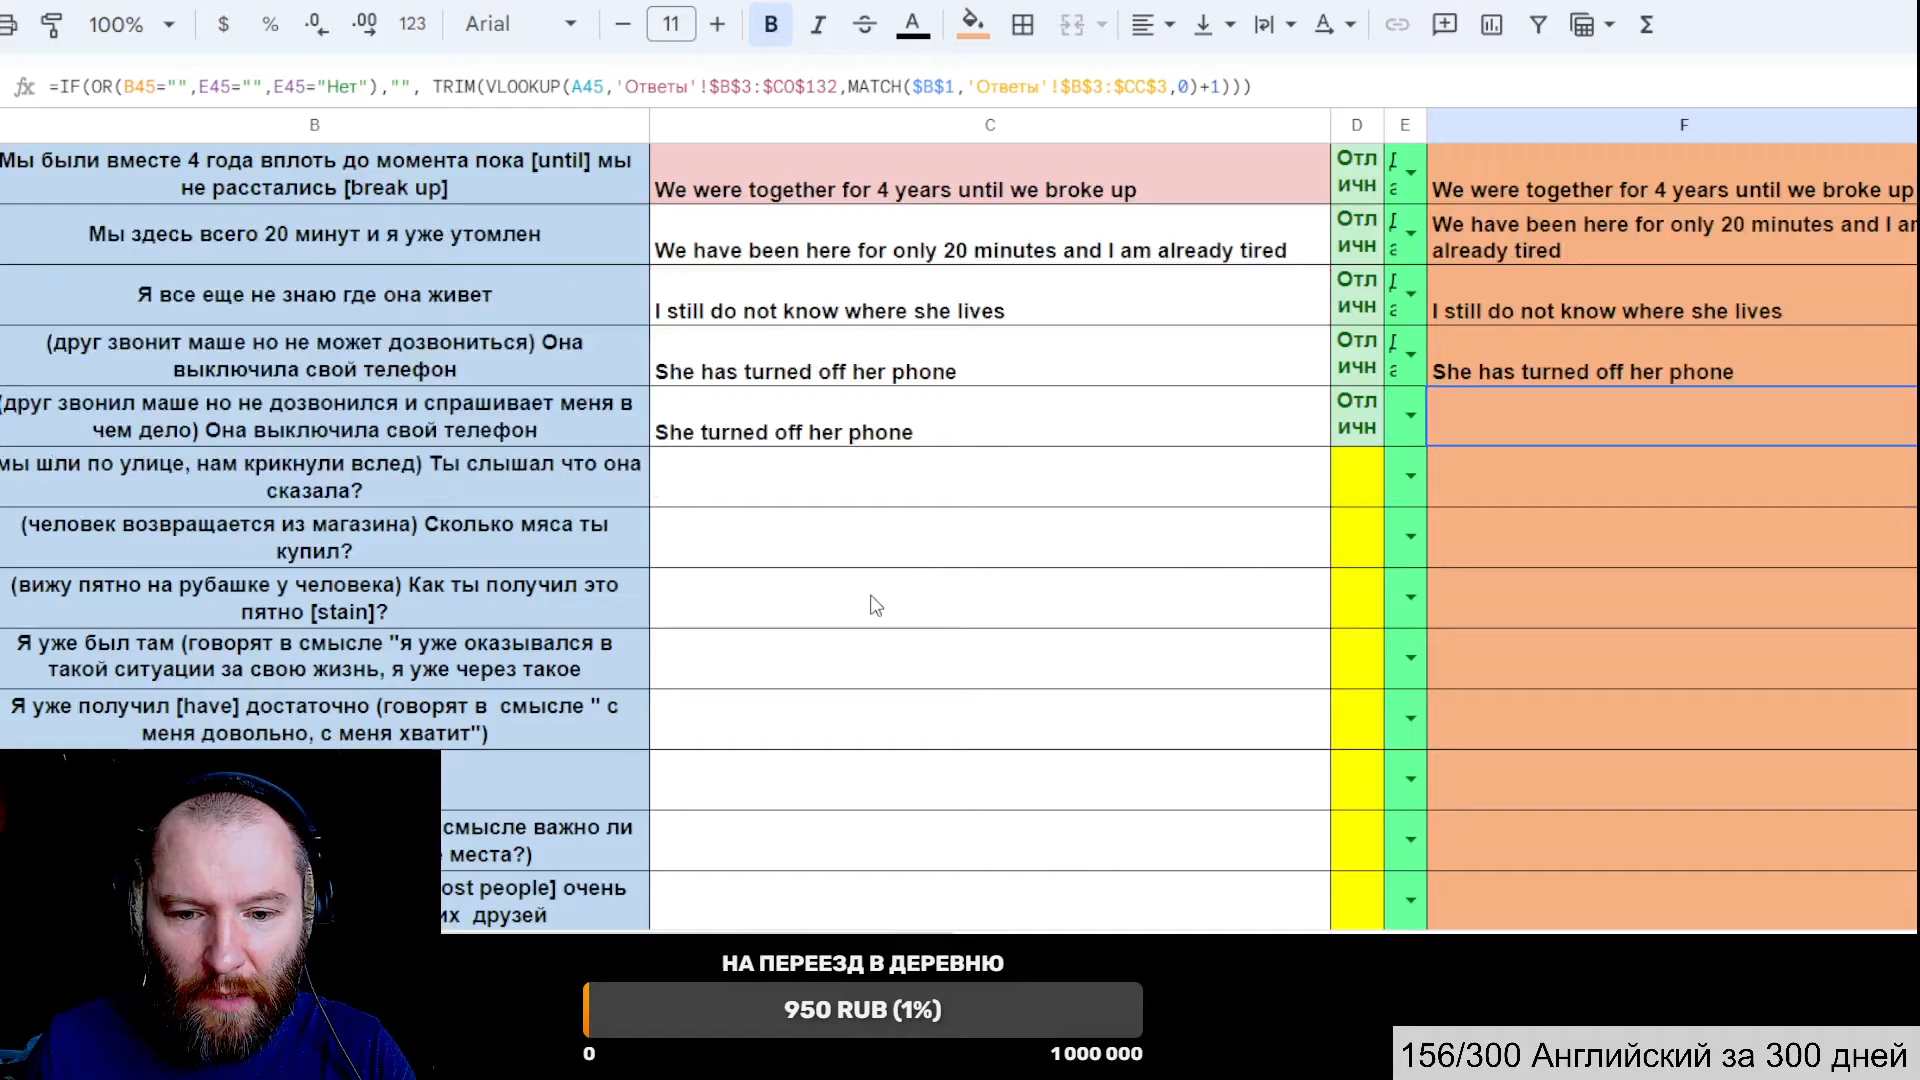 100% $ % .0 .00 123 Arial 11 B I A Σ
fx =IF(OR(B45="",E45="",E45="Нет"),"", TRIM(VLOOKUP(A45,'Ответы'!$B$3:$CO$132,MATCH($B$1,'Ответы'!$B$3:$CC$3,0)+1)))
B C D E F
Мы были вместе 4 года вплоть до момента пока [until] мы
не расстались [break up]
We were together for 4 years until we broke up
Отл
ичн
We were together for 4 years until we broke up
Мы здесь всего 20 минут и я уже утомлен
We have been here for only 20 minutes and I am already tired
Отл
ичн
We have been here for only 20 minutes and I am
already tired
Я все еще не знаю где она живет
I still do not know where she lives
Отл
ичн
I still do not know where she lives
(друг звонит маше но не может дозвониться) Она
выключила свой телефон
She has turned off her phone
Отл
ичн
She has turned off her phone
(друг звонил маше но не дозвонился и спрашивает меня в
чем дело) Она выключила свой телефон
She turned off her phone
Отл
ичн
мы шли по улице, нам крикнули вслед) Ты слышал что она
сказала?
(человек возвращается из магазина) Сколько мяса ты
купил?
(вижу пятно на рубашке у человека) Как ты получил это
пятно [stain]?
Я уже был там (говорят в смысле "я уже оказывался в
такой ситуации за свою жизнь, я уже через такое
Я уже получил [have] достаточно (говорят в смысле " с
меня довольно, с меня хватит")
смысле важно ли
места?)
ost people] очень
их друзей
НА ПЕРЕЕЗД В ДЕРЕВНЮ
950 RUB (1%)
0 1 000 000
156/300 Английский за 300 дней